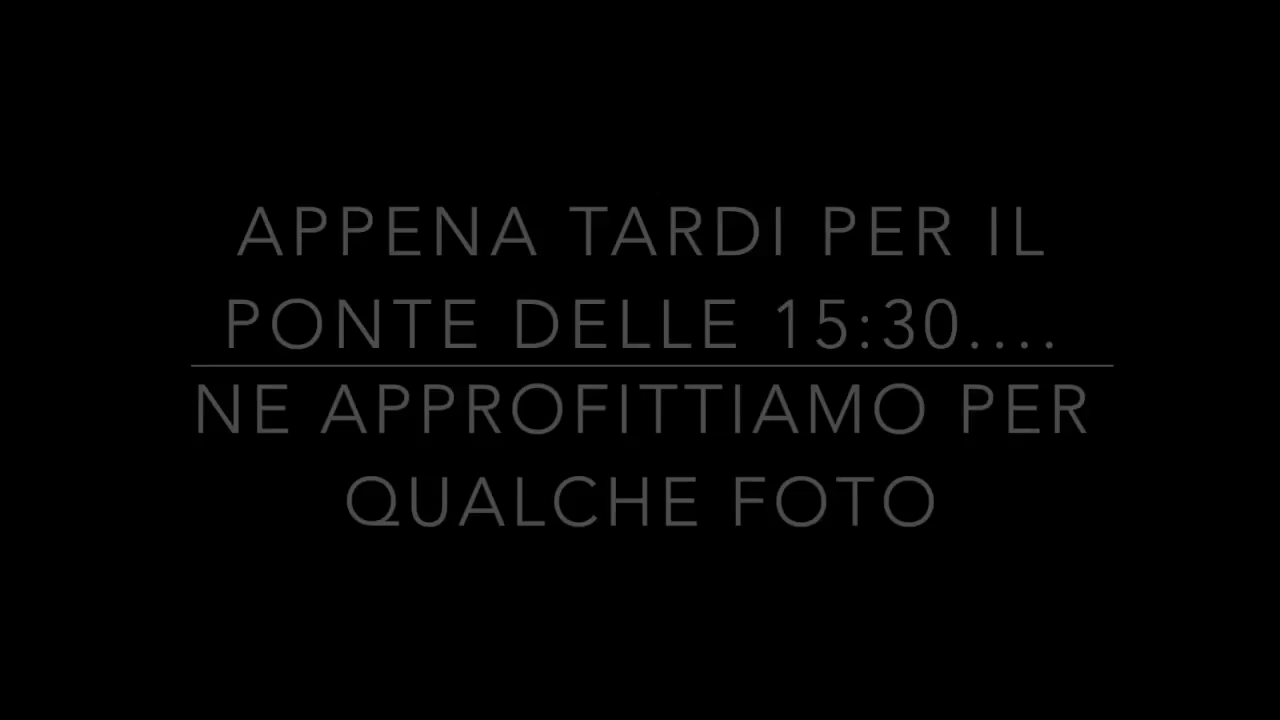 APPENA TARDI PER IL
PONTE DELLE 15:30....
NE APPROFITTIAMO PER
QUALCHE FOTO